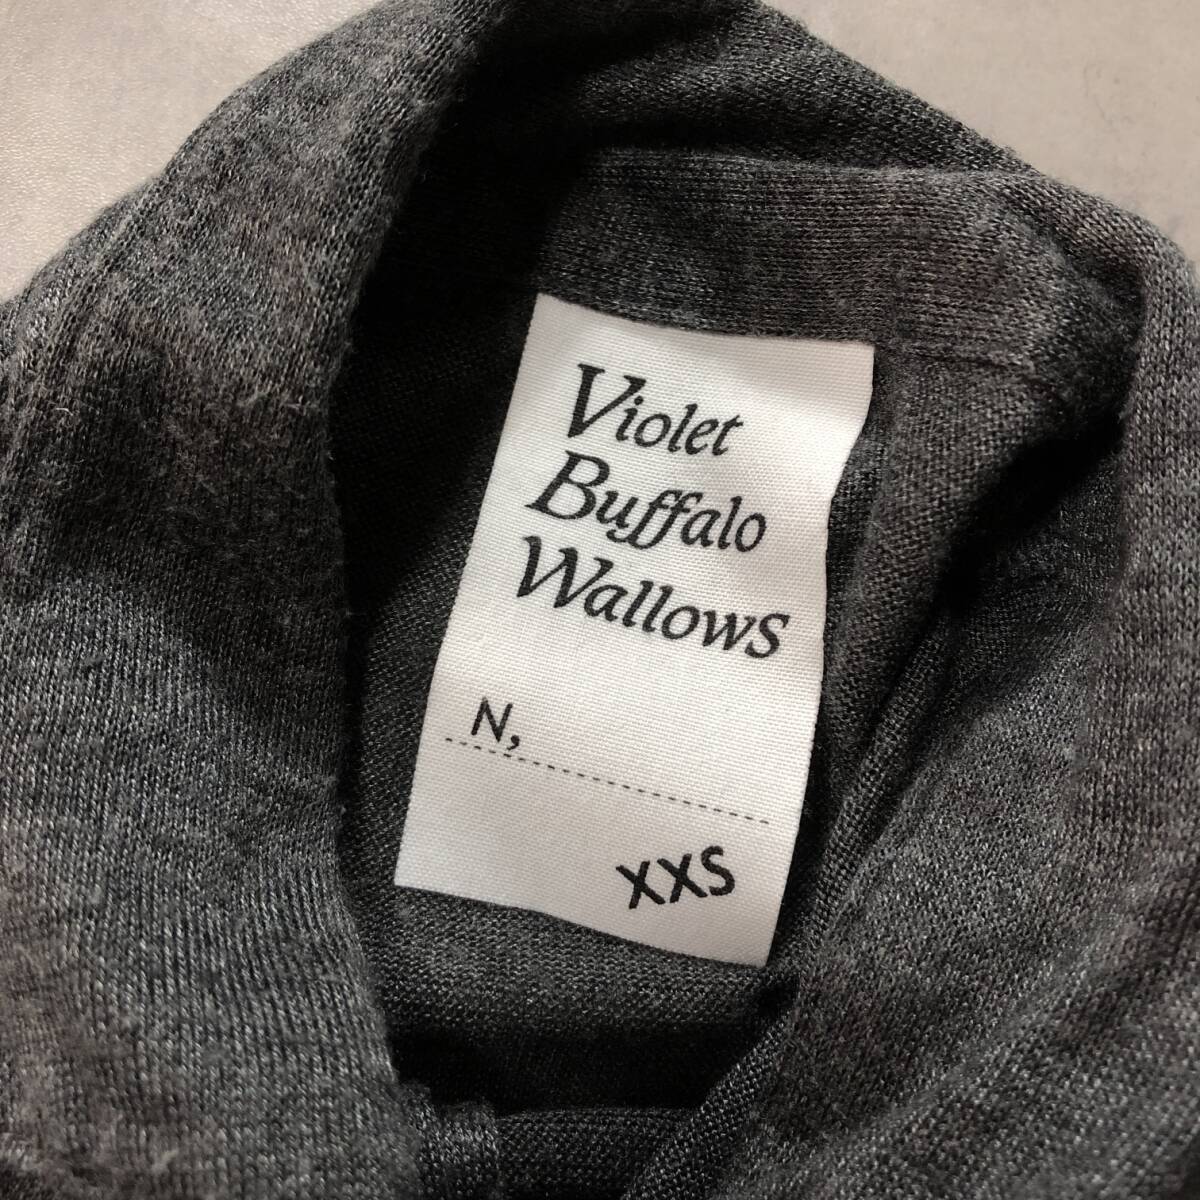 Violet
Buffalo
Wallows
N,
XXS